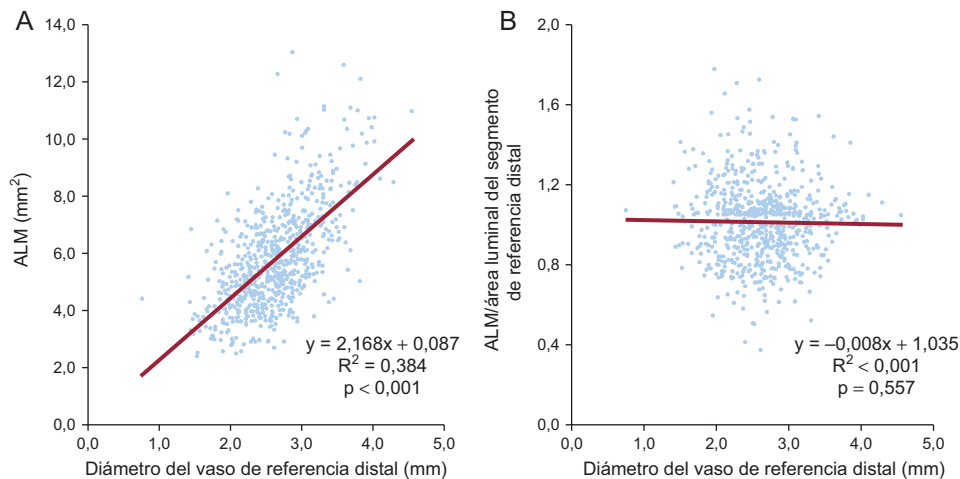 A
14,0
12,0
10,0
8,0
6,0
4,0
2,0
0,0
ALM (mm²)
y = 2,168x + 0,087
R² = 0,384
p < 0,001
0,0 1,0 2,0 3,0 4,0 5,0
Diámetro del vaso de referencia distal (mm)
B
2,0
1,6
1,2
0,8
0,4
0,0
ALM/área luminal del segmento
de referencia distal
y = –0,008x + 1,035
R² < 0,001
p = 0,557
0,0 1,0 2,0 3,0 4,0 5,0
Diámetro del vaso de referencia distal (mm)